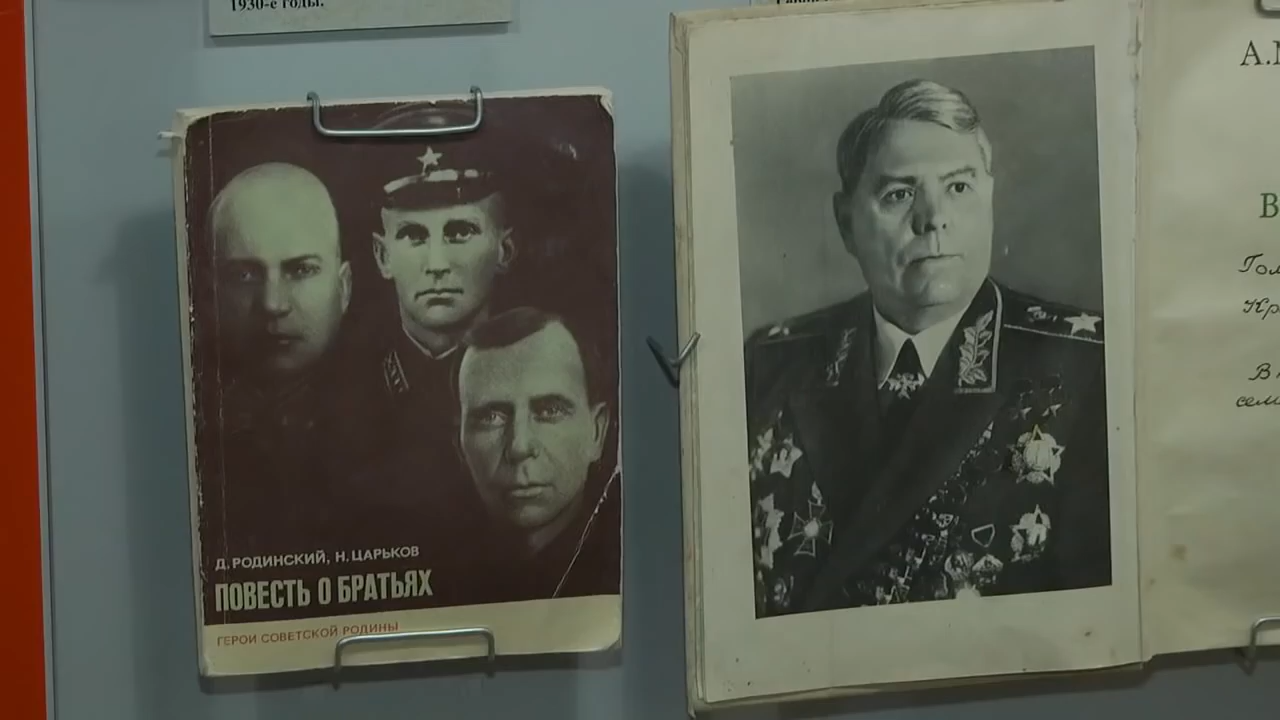 1930-е годы.
Д. РОДИНСКИЙ, Н. ЦАРЬКОВ
ПОВЕСТЬ О БРАТЬЯХ
ГЕРОИ СОВЕТСКОЙ РОДИНЫ
А.
В